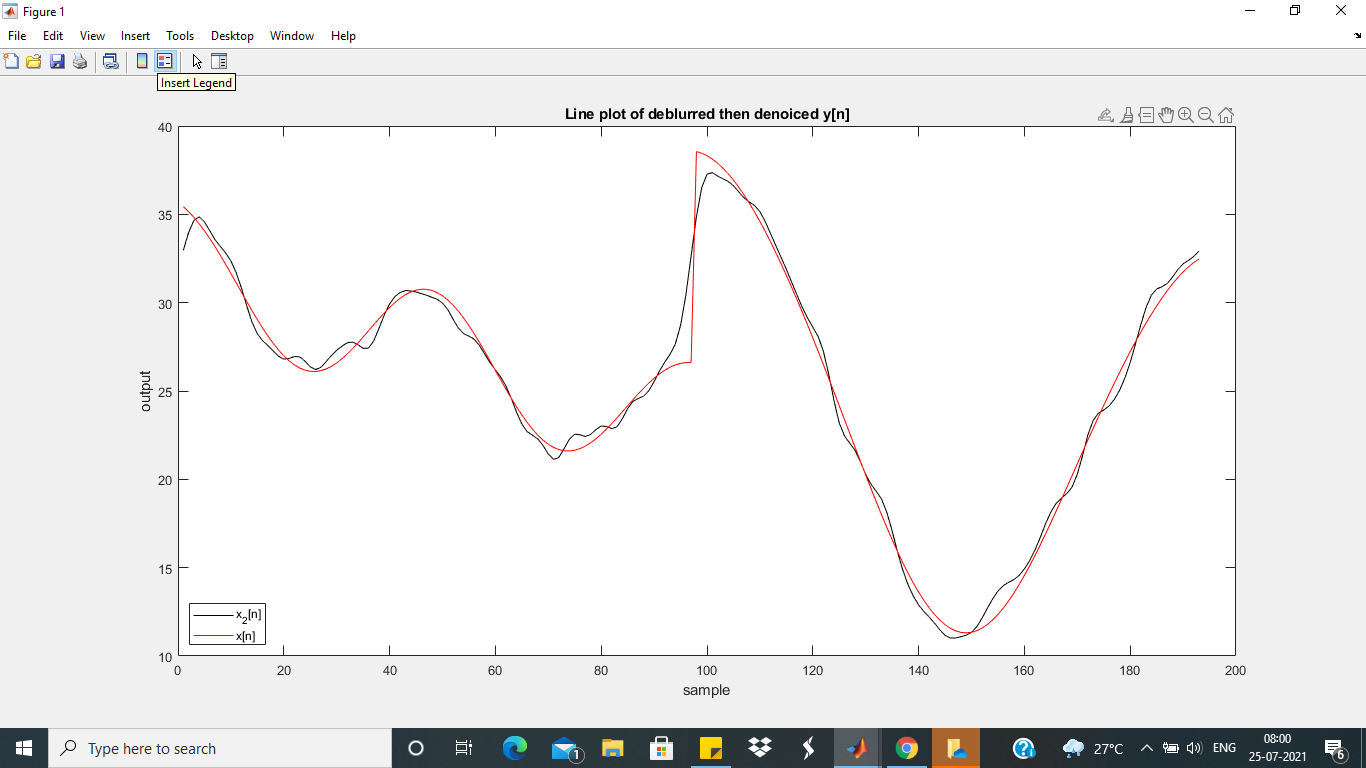 Figure 1
File Edit View Insert Tools Desktop Window Help
Insert Legend
Line plot of deblurred then denoiced y[n]
40
35
30
25
20
15
10
output
x2[n]
x[n]
0 20 40 60 80 100 120 140 160 180 200
sample
Type here to search
1
27°C
ENG
08:00
25-07-2021
6